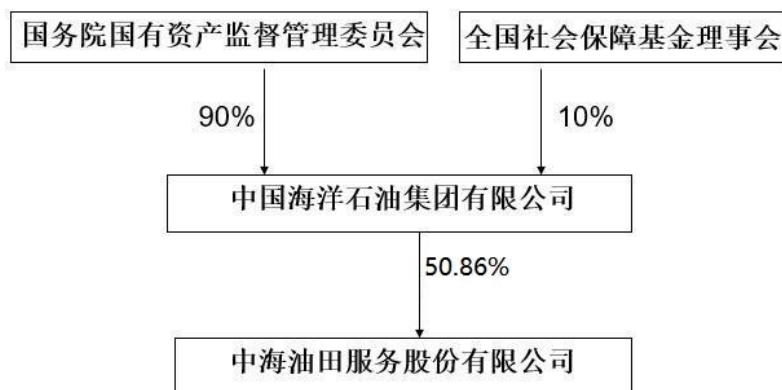 国务院国有资产监督管理委员会
全国社会保障基金理事会
90%
10%
中国海洋石油集团有限公司
50.86%
中海油田服务股份有限公司